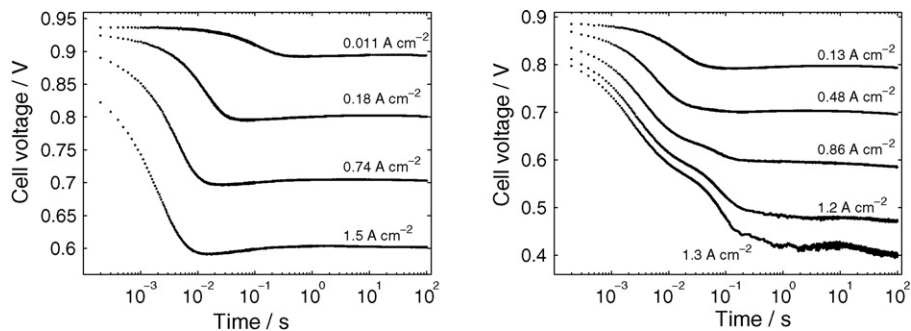 Cell voltage / V
0.95
0.9
0.85
0.8
0.75
0.7
0.65
0.6
0.011 A cm⁻²
0.18 A cm⁻²
0.74 A cm⁻²
1.5 A cm⁻²
10⁻³ 10⁻² 10⁻¹ 10⁰ 10¹ 10²
Time / s
Cell voltage / V
0.9
0.8
0.7
0.6
0.5
0.4
0.13 A cm⁻²
0.48 A cm⁻²
0.86 A cm⁻²
1.2 A cm⁻²
1.3 A cm⁻²
10⁻³ 10⁻² 10⁻¹ 10⁰ 10¹ 10²
Time / s